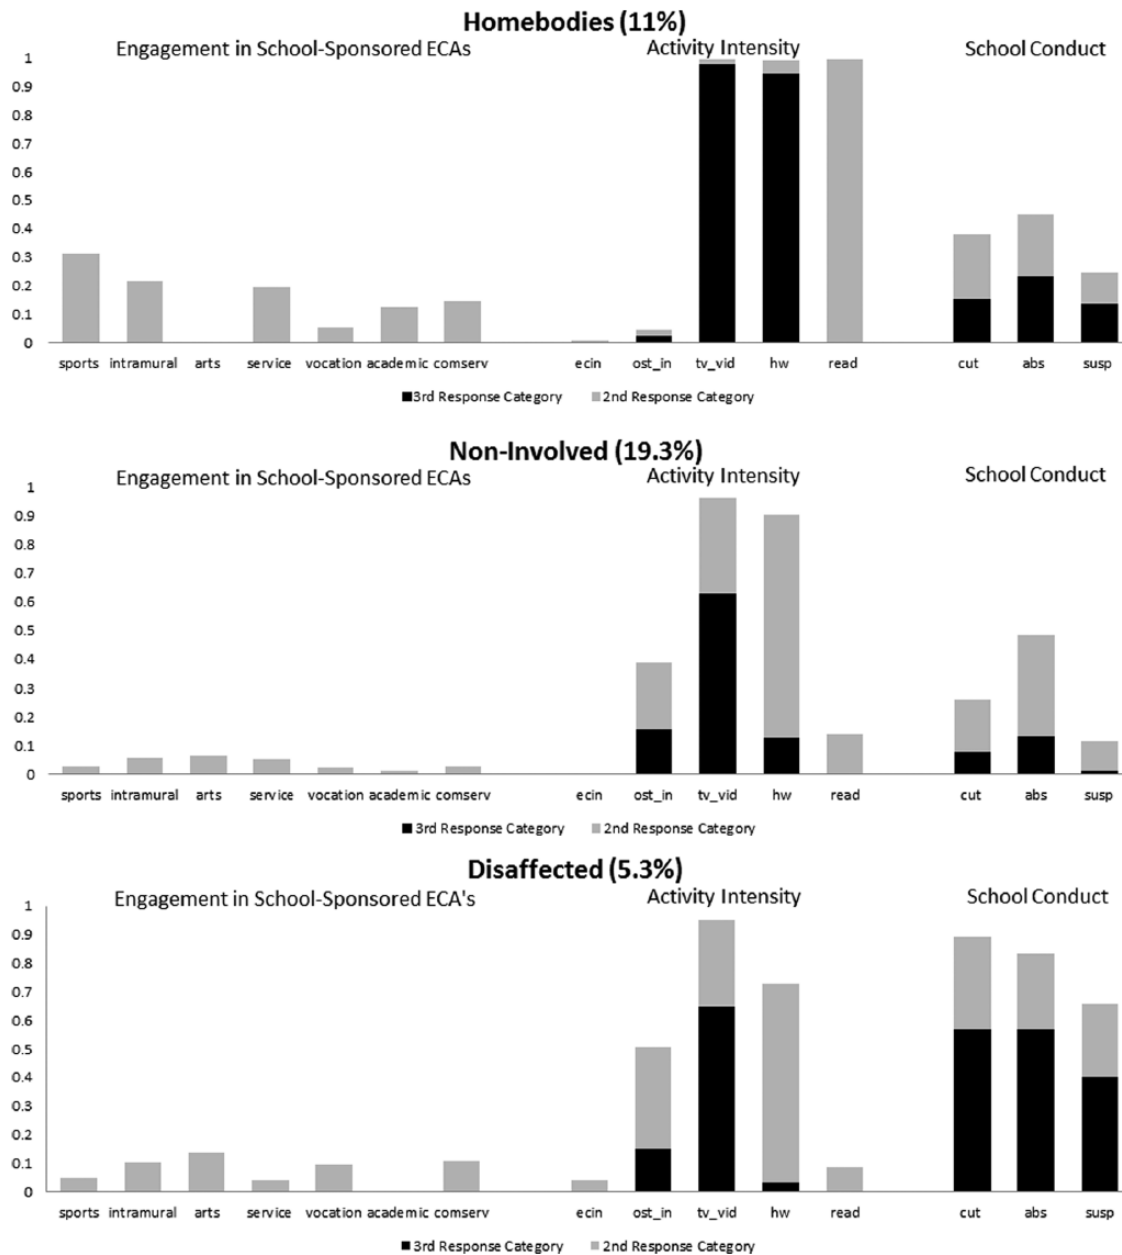 Homebodies (11%)
Engagement in School-Sponsored ECAs Activity Intensity School Conduct
1
0.9
0.8
0.7
0.6
0.5
0.4
0.3
0.2
0.1
0
sports intramural arts service vocation academic comserv ecin ost_in tv_vid hw read cut abs susp
3rd Response Category 2nd Response Category
Non-Involved (19.3%)
Engagement in School-Sponsored ECAs Activity Intensity School Conduct
1
0.9
0.8
0.7
0.6
0.5
0.4
0.3
0.2
0.1
0
sports intramural arts service vocation academic comserv ecin ost_in tv_vid hw read cut abs susp
3rd Response Category 2nd Response Category
Disaffected (5.3%)
Engagement in School-Sponsored ECA's Activity Intensity School Conduct
1
0.9
0.8
0.7
0.6
0.5
0.4
0.3
0.2
0.1
0
sports intramural arts service vocation academic comserv ecin ost_in tv_vid hw read cut abs susp
3rd Response Category 2nd Response Category